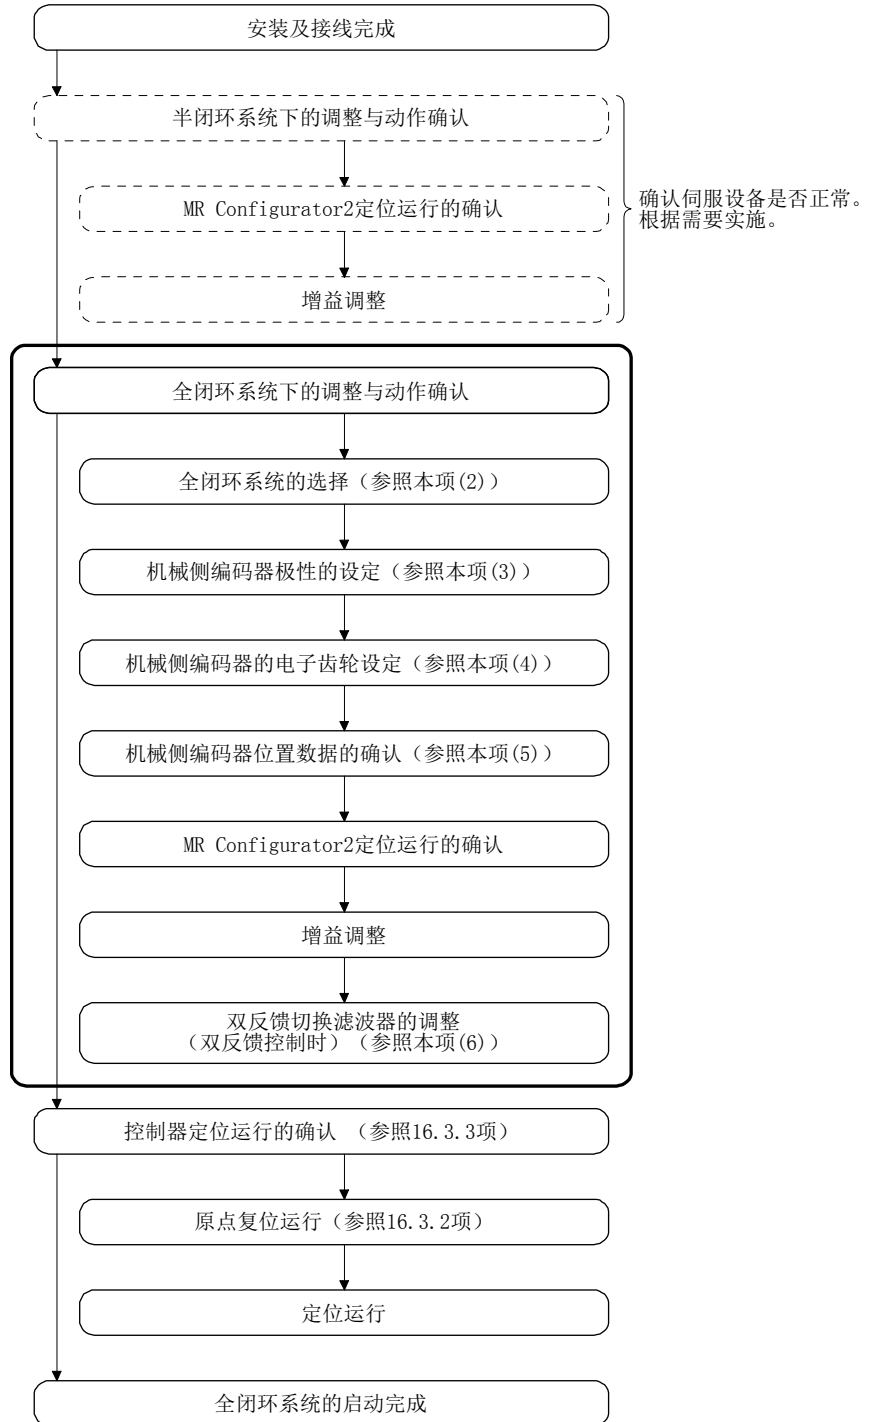 安装及接线完成
半闭环系统下的调整与动作确认
MR Configurator2定位运行的确认
确认伺服设备是否正常。
根据需要实施。
增益调整
全闭环系统下的调整与动作确认
全闭环系统的选择（参照本项(2)）
机械侧编码器极性的设定（参照本项(3)）
机械侧编码器的电子齿轮设定（参照本项(4)）
机械侧编码器位置数据的确认（参照本项(5)）
MR Configurator2定位运行的确认
增益调整
双反馈切换滤波器的调整
（双反馈控制时）（参照本项(6)）
控制器定位运行的确认 （参照16.3.3项）
原点复位运行（参照16.3.2项）
定位运行
全闭环系统的启动完成